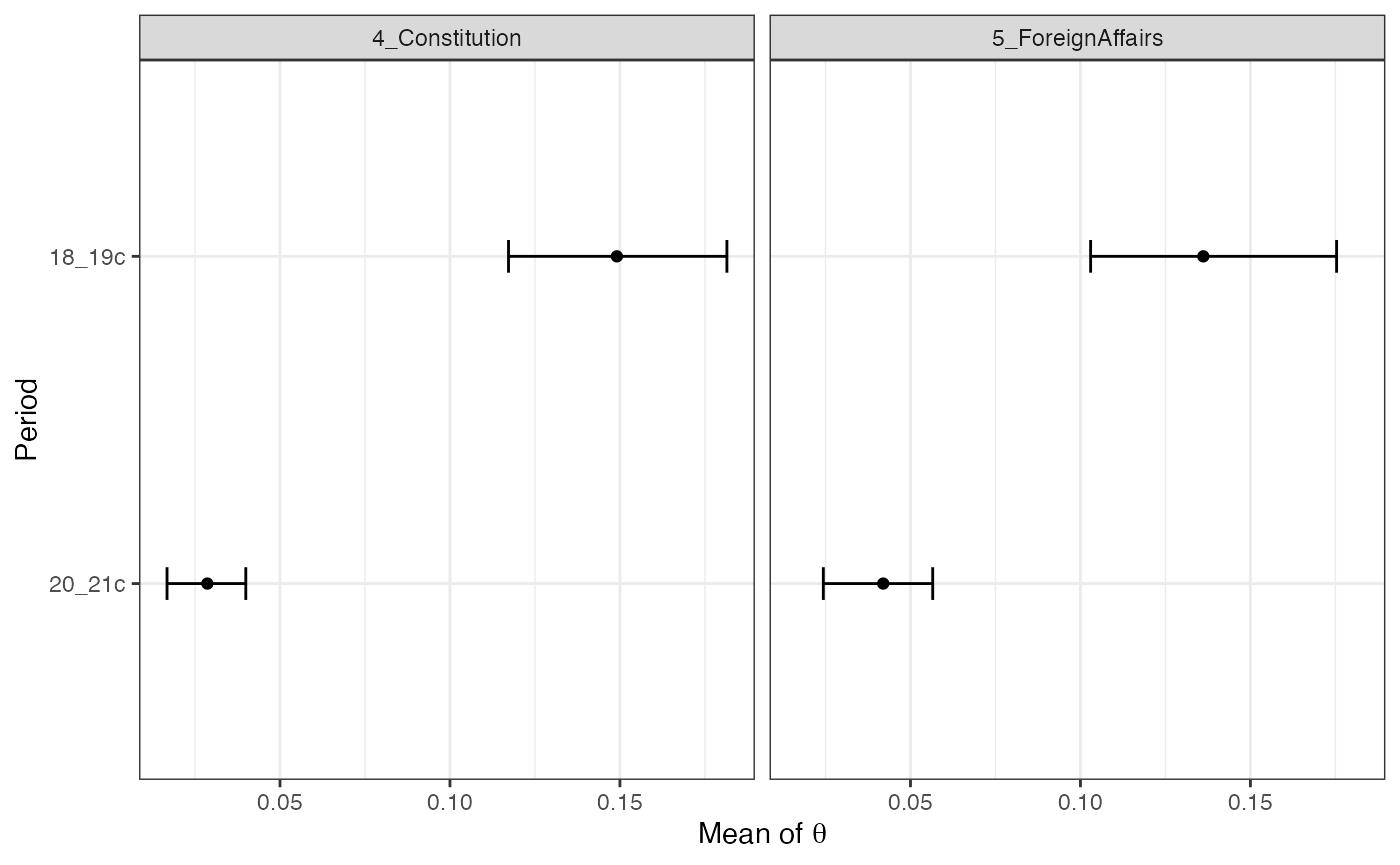 4_Constitution
5_ForeignAffairs
Period
18_19c
20_21c
0.05
0.10
0.15
0.05
0.10
0.15
Mean of θ